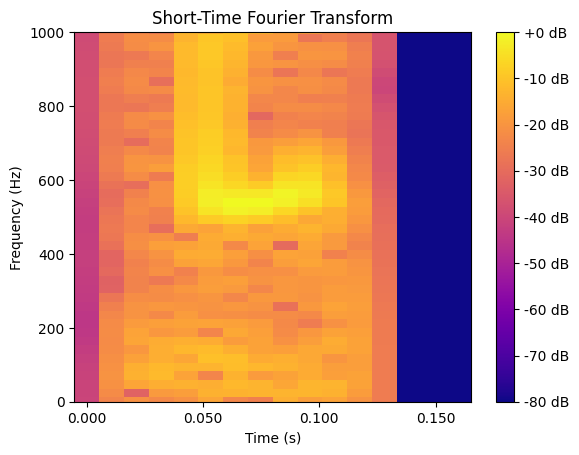 Short-Time Fourier Transform
1000
800
600
400
200
0
Frequency (Hz)
0.000
0.050
0.100
0.150
Time (s)
+0 dB
-10 dB
-20 dB
-30 dB
-40 dB
-50 dB
-60 dB
-70 dB
-80 dB